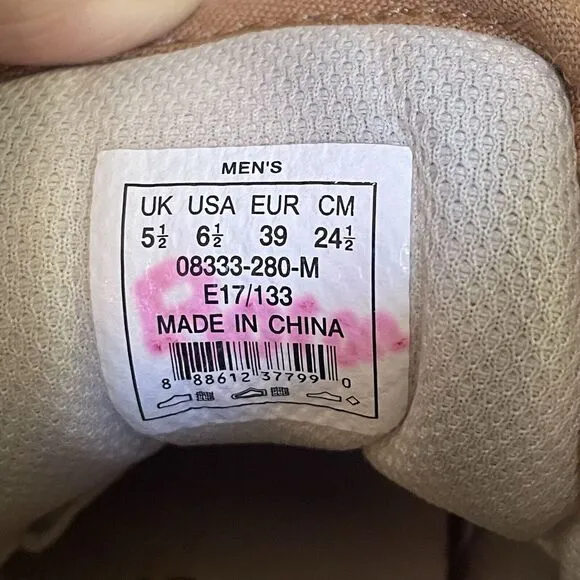 MEN'S
UK USA EUR CM
5½ 6½ 39 24½
08333-280-M
E17/133
MADE IN CHINA
8 88612 37799 0